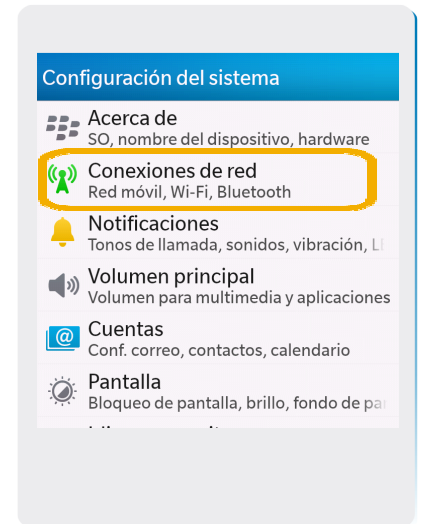 Configuración del sistema
Acerca de
SO, nombre del dispositivo, hardware
Conexiones de red
Red móvil, Wi-Fi, Bluetooth
Notificaciones
Tonos de llamada, sonidos, vibración,
Volumen principal
Volumen para multimedia y aplicaciones
Cuentas
Conf. correo, contactos, calendario
Pantalla
Bloqueo de pantalla, brillo, fondo de